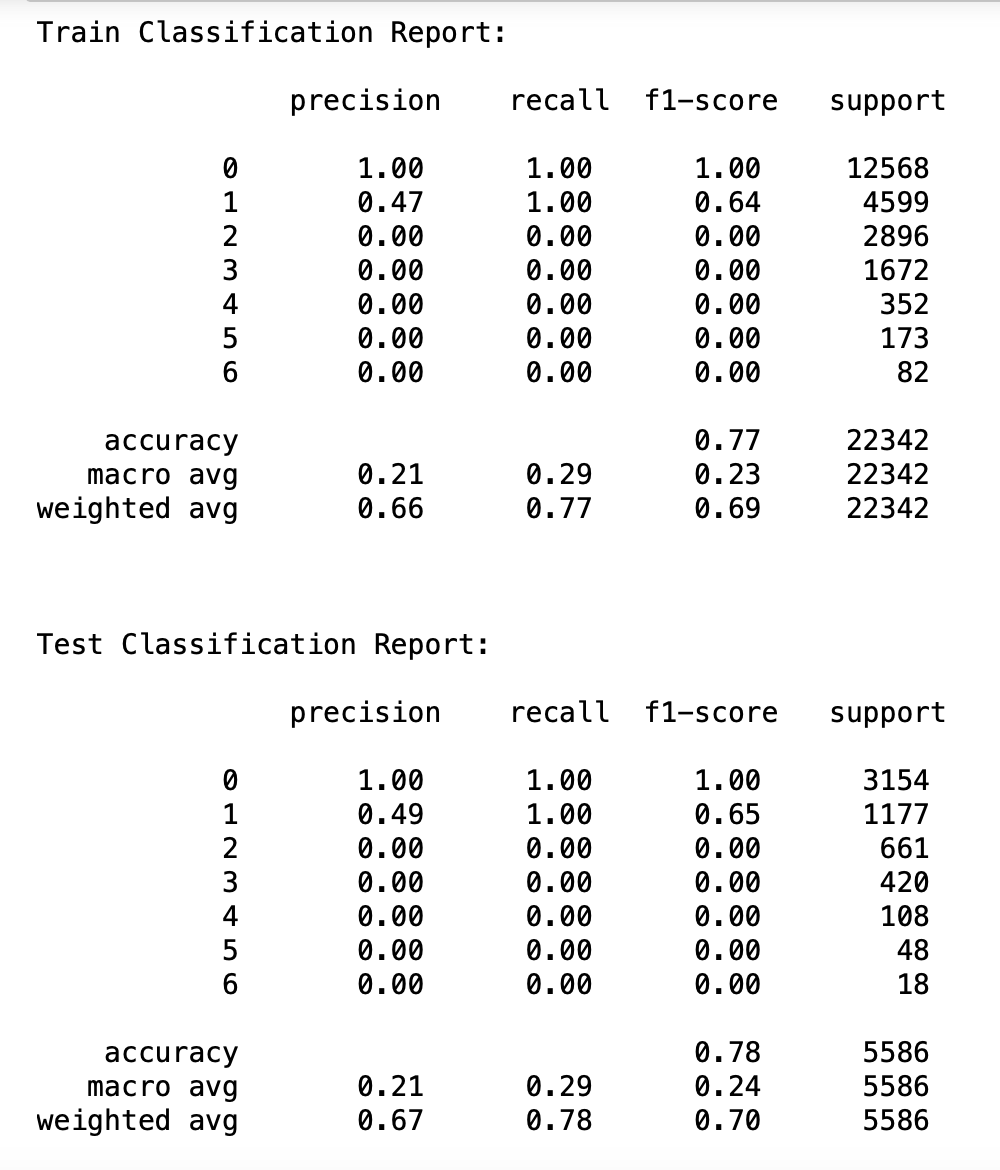 Train Classification Report:
precision recall f1-score support
0 1.00 1.00 1.00 12568
1 0.47 1.00 0.64 4599
2 0.00 0.00 0.00 2896
3 0.00 0.00 0.00 1672
4 0.00 0.00 0.00 352
5 0.00 0.00 0.00 173
6 0.00 0.00 0.00 82
accuracy 0.77 22342
macro avg 0.21 0.29 0.23 22342
weighted avg 0.66 0.77 0.69 22342
Test Classification Report:
precision recall f1-score support
0 1.00 1.00 1.00 3154
1 0.49 1.00 0.65 1177
2 0.00 0.00 0.00 661
3 0.00 0.00 0.00 420
4 0.00 0.00 0.00 108
5 0.00 0.00 0.00 48
6 0.00 0.00 0.00 18
accuracy 0.78 5586
macro avg 0.21 0.29 0.24 5586
weighted avg 0.67 0.78 0.70 5586